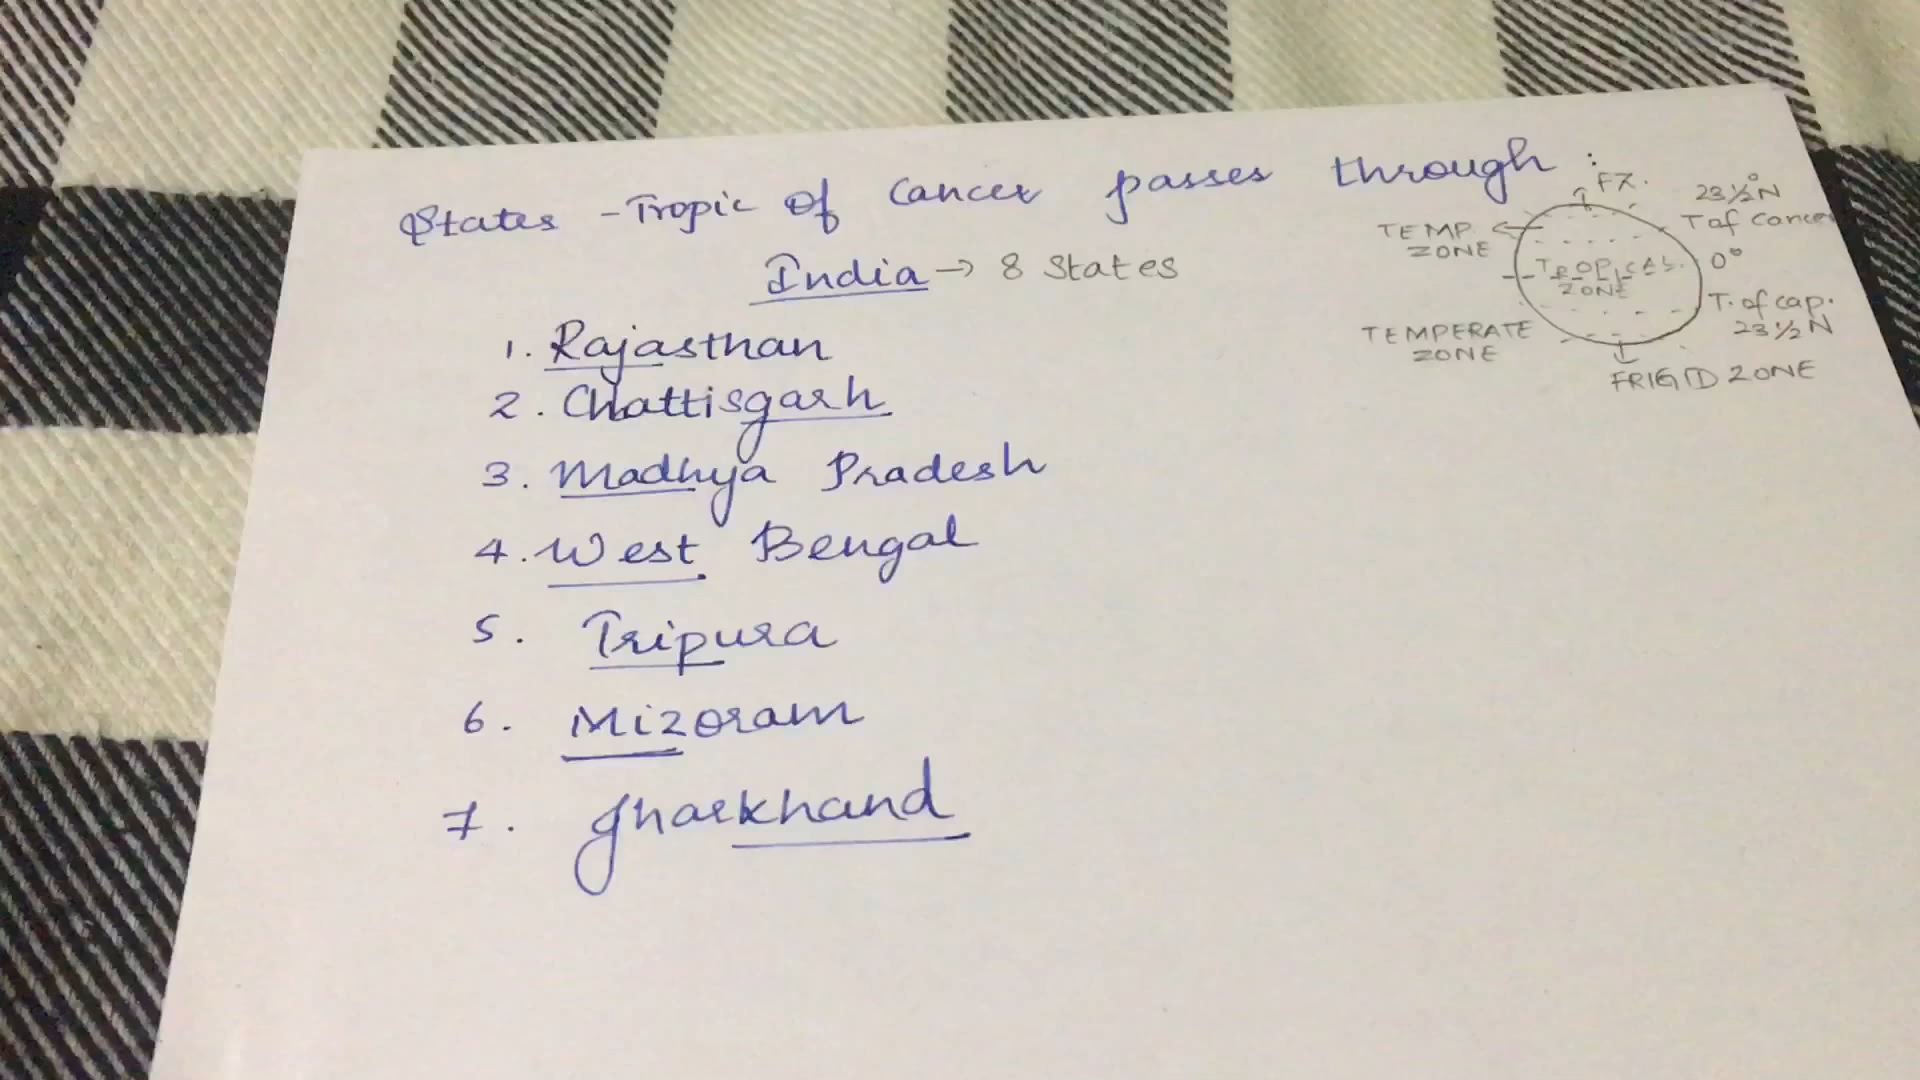 States - Tropic of Cancer passes through :
India → 8 States
1. Rajasthan
2. Chattisgarh
3. Madhya Pradesh
4. West Bengal
5. Tripura
6. Mizoram
7. Jharkhand
FZ.
23½°N
T of Cancer
TEMP. ZONE
TROPICAL ZONE
0°
T. of cap.
23½ N
TEMPERATE ZONE
FRIGID ZONE